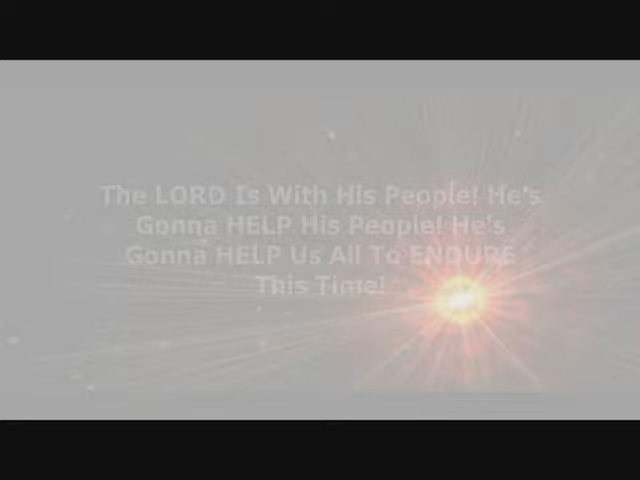 The LORD Is With His People! He's
Gonna HELP His People! He's
Gonna HELP Us All To ENDURE
This Time!